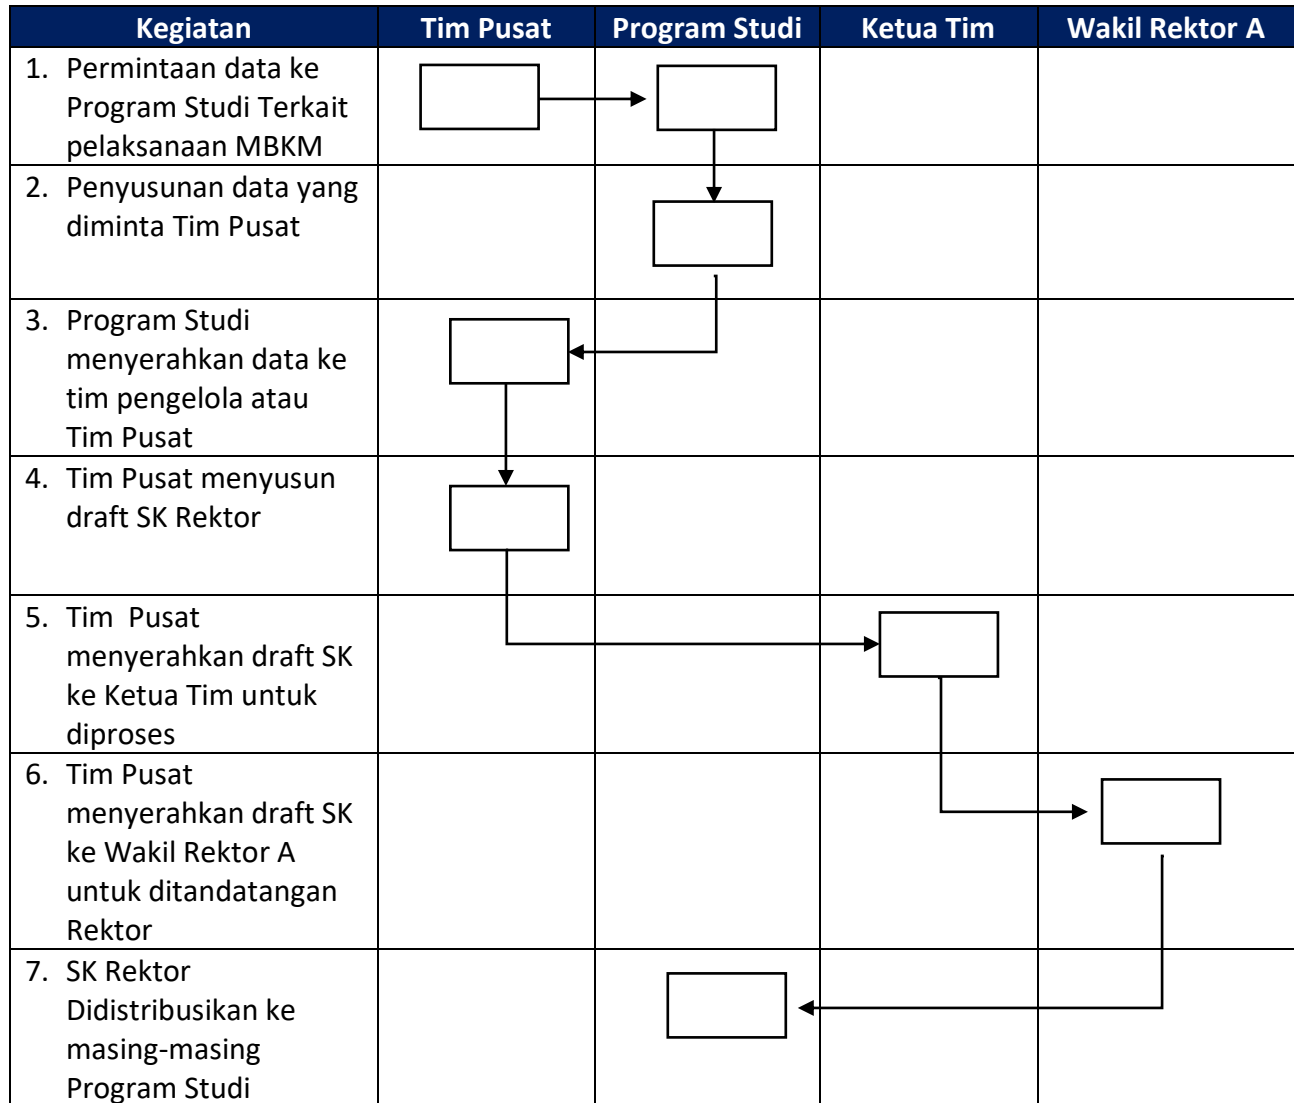 Kegiatan Tim Pusat Program Studi Ketua Tim Wakil Rektor A
1. Permintaan data ke
Program Studi Terkait
pelaksanaan MBKM
2. Penyusunan data yang
diminta Tim Pusat
3. Program Studi
menyerahkan data ke
tim pengelola atau
Tim Pusat
4. Tim Pusat menyusun
draft SK Rektor
5. Tim Pusat
menyerahkan draft SK
ke Ketua Tim untuk
diproses
6. Tim Pusat
menyerahkan draft SK
ke Wakil Rektor A
untuk ditandatangan
Rektor
7. SK Rektor
Didistribusikan ke
masing-masing
Program Studi